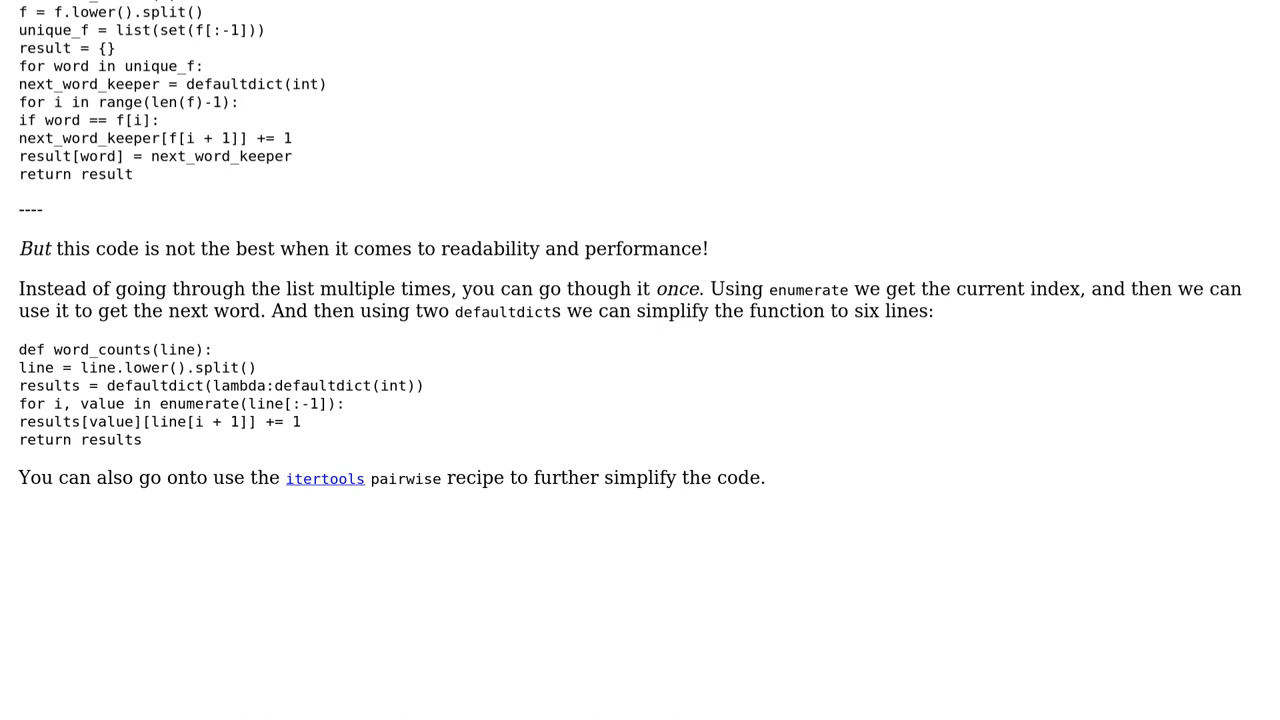 f = f.lower().split()
unique_f = list(set(f[:-1]))
result = {}
for word in unique_f:
next_word_keeper = defaultdict(int)
for i in range(len(f)-1):
if word == f[i]:
next_word_keeper[f[i + 1]] += 1
result[word] = next_word_keeper
return result
----
But this code is not the best when it comes to readability and performance!
Instead of going through the list multiple times, you can go though it once. Using enumerate we get the current index, and then we can
use it to get the next word. And then using two defaultdicts we can simplify the function to six lines:
def word_counts(line):
line = line.lower().split()
results = defaultdict(lambda:defaultdict(int))
for i, value in enumerate(line[:-1]):
results[value][line[i + 1]] += 1
return results
You can also go onto use the itertools pairwise recipe to further simplify the code.